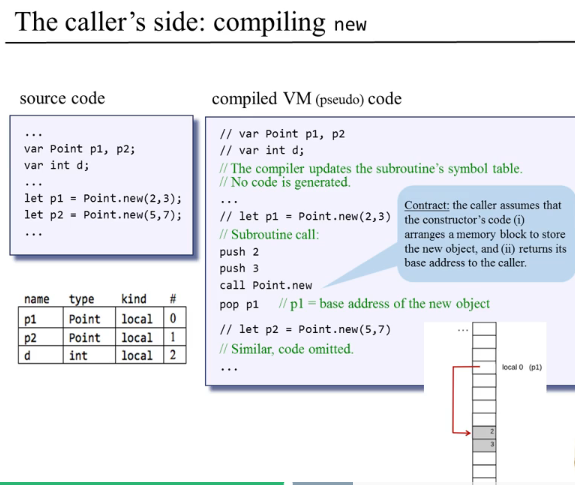 The caller's side: compiling new
source code
...
var Point p1, p2;
var int d;
...
let p1 = Point.new(2,3);
let p2 = Point.new(5,7);
...
name type kind #
p1 Point local 0
p2 Point local 1
d int local 2
compiled VM (pseudo) code
// var Point p1, p2
// var int d;
// The compiler updates the subroutine's symbol table.
// No code is generated.
...
// let p1 = Point.new(2,3)
// Subroutine call:
push 2
push 3
call Point.new
pop p1 // p1 = base address of the new object
// let p2 = Point.new(5,7)
// Similar, code omitted.
...
Contract: the caller assumes that
the constructor's code (i)
arranges a memory block to store
the new object, and (ii) returns its
base address to the caller.
...
local 0 (p1)
2
3